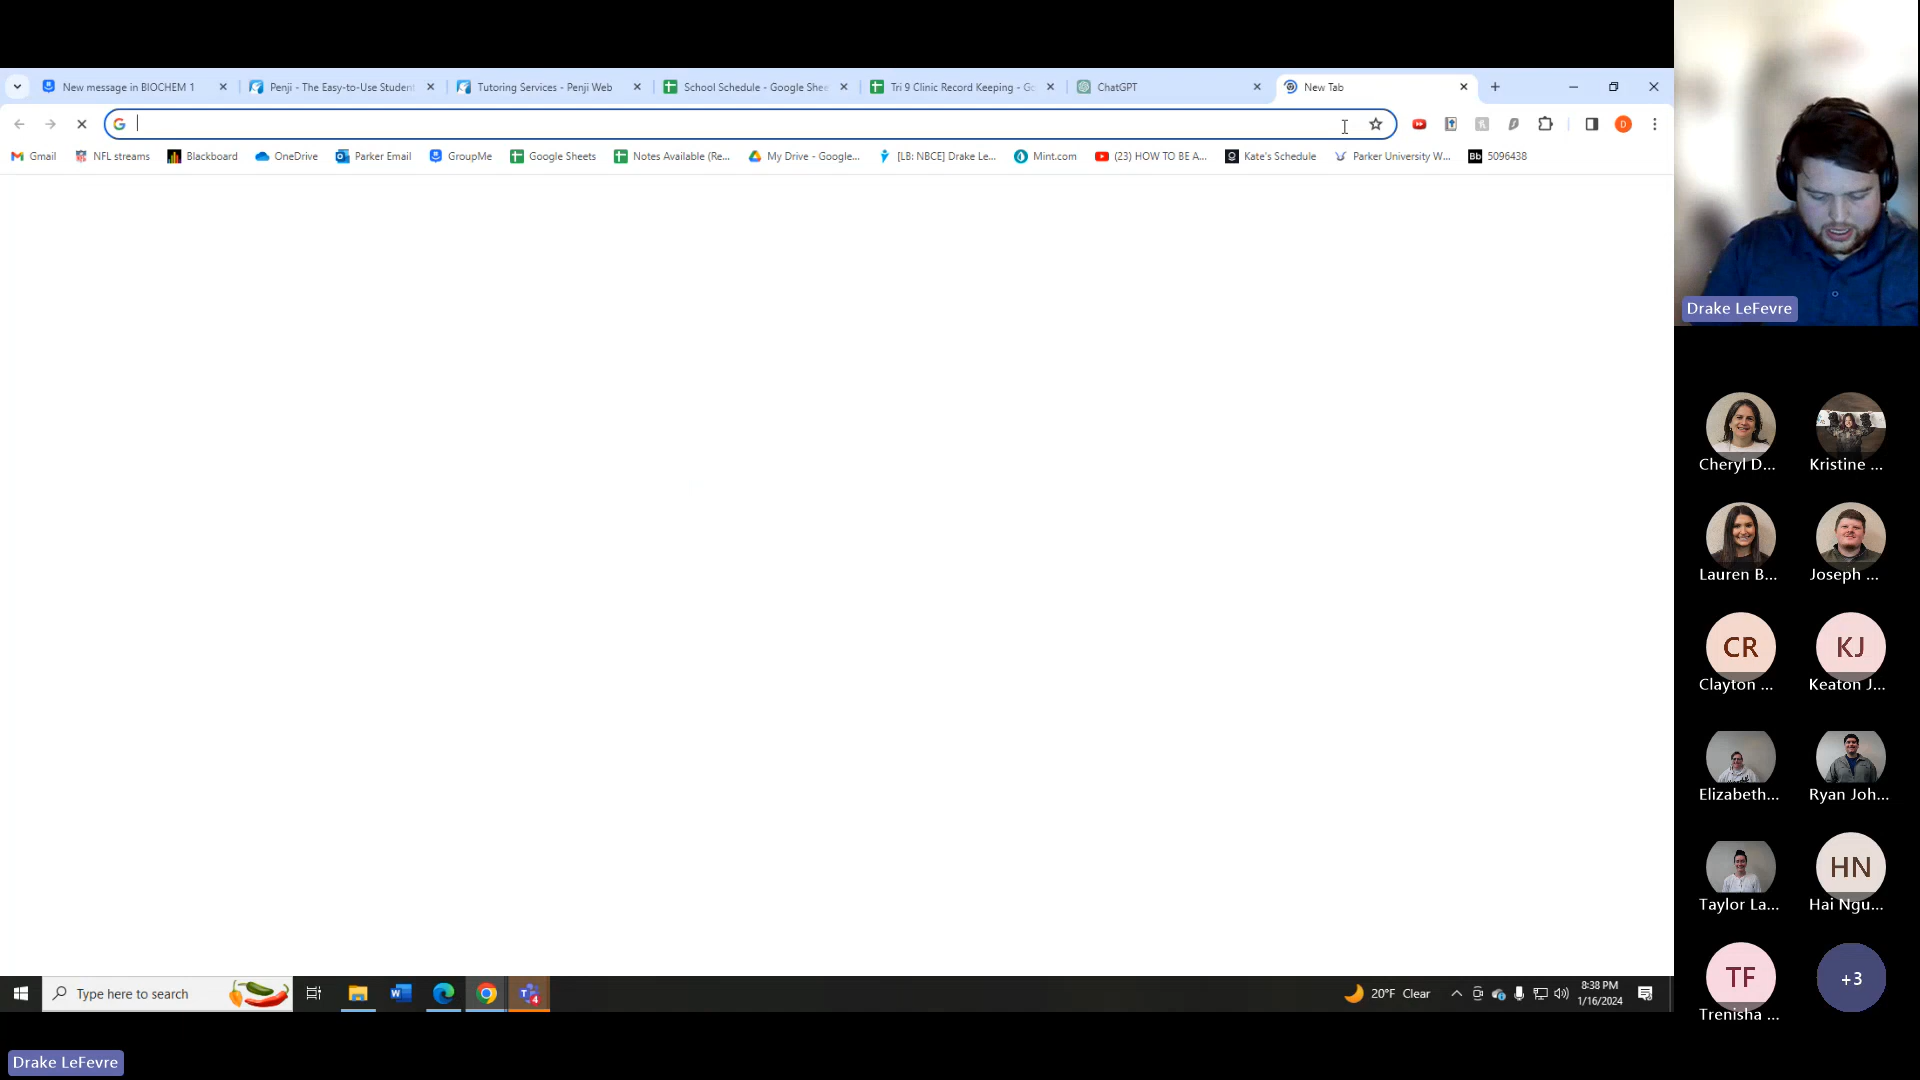 New message in BIOCHEM 1
Penji - The Easy-to-Use Student
Tutoring Services - Penji Web
School Schedule - Google Shee
Tri 9 Clinic Record Keeping - Go
ChatGPT
New Tab
Gmail
NFL streams
Blackboard
OneDrive
Parker Email
GroupMe
Google Sheets
Notes Available (Re...
My Drive - Google...
[LB: NBCE] Drake Le...
Mint.com
(23) HOW TO BE A...
Kate's Schedule
Parker University W...
Bb 5096438
Drake LeFevre
Cheryl D...
Kristine ...
Lauren B...
Joseph ...
CR
Clayton ...
KJ
Keaton J...
Elizabeth...
Ryan Joh...
Taylor La...
HN
Hai Ngu...
TF
Trenisha ...
+3
Type here to search
20°F Clear
8:38 PM
1/16/2024
Drake LeFevre